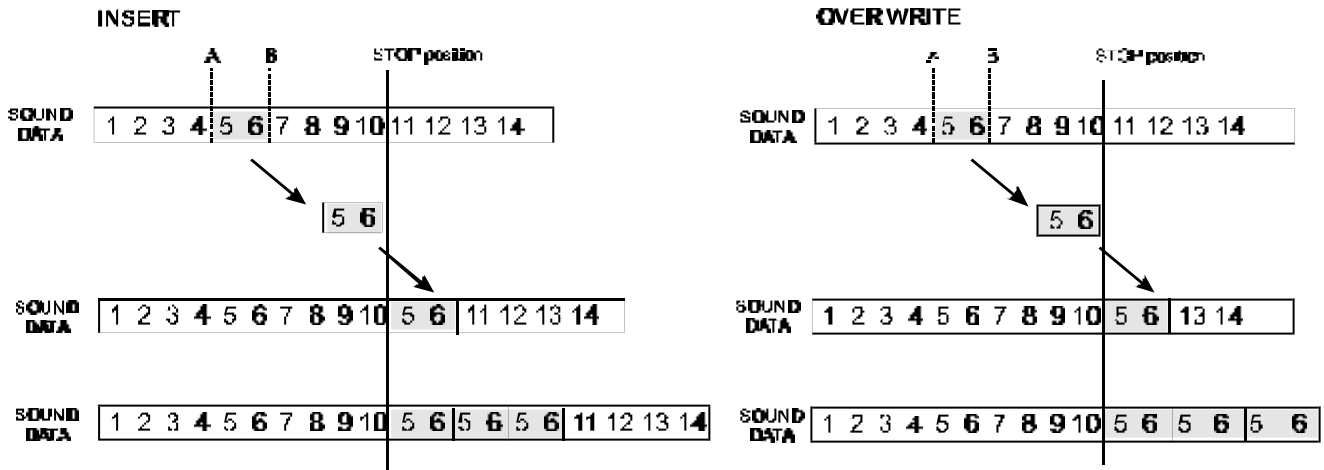 INSERT
A B STOP position
SOUND DATA 1 2 3 4 5 6 7 8 9 10 11 12 13 14
5 6
SOUND DATA 1 2 3 4 5 6 7 8 9 10 5 6 11 12 13 14
SOUND DATA 1 2 3 4 5 6 7 8 9 10 5 6 5 6 5 6 11 12 13 14
OVERWRITE
A B STOP position
SOUND DATA 1 2 3 4 5 6 7 8 9 10 11 12 13 14
5 6
SOUND DATA 1 2 3 4 5 6 7 8 9 10 5 6 13 14
SOUND DATA 1 2 3 4 5 6 7 8 9 10 5 6 5 6 5 6